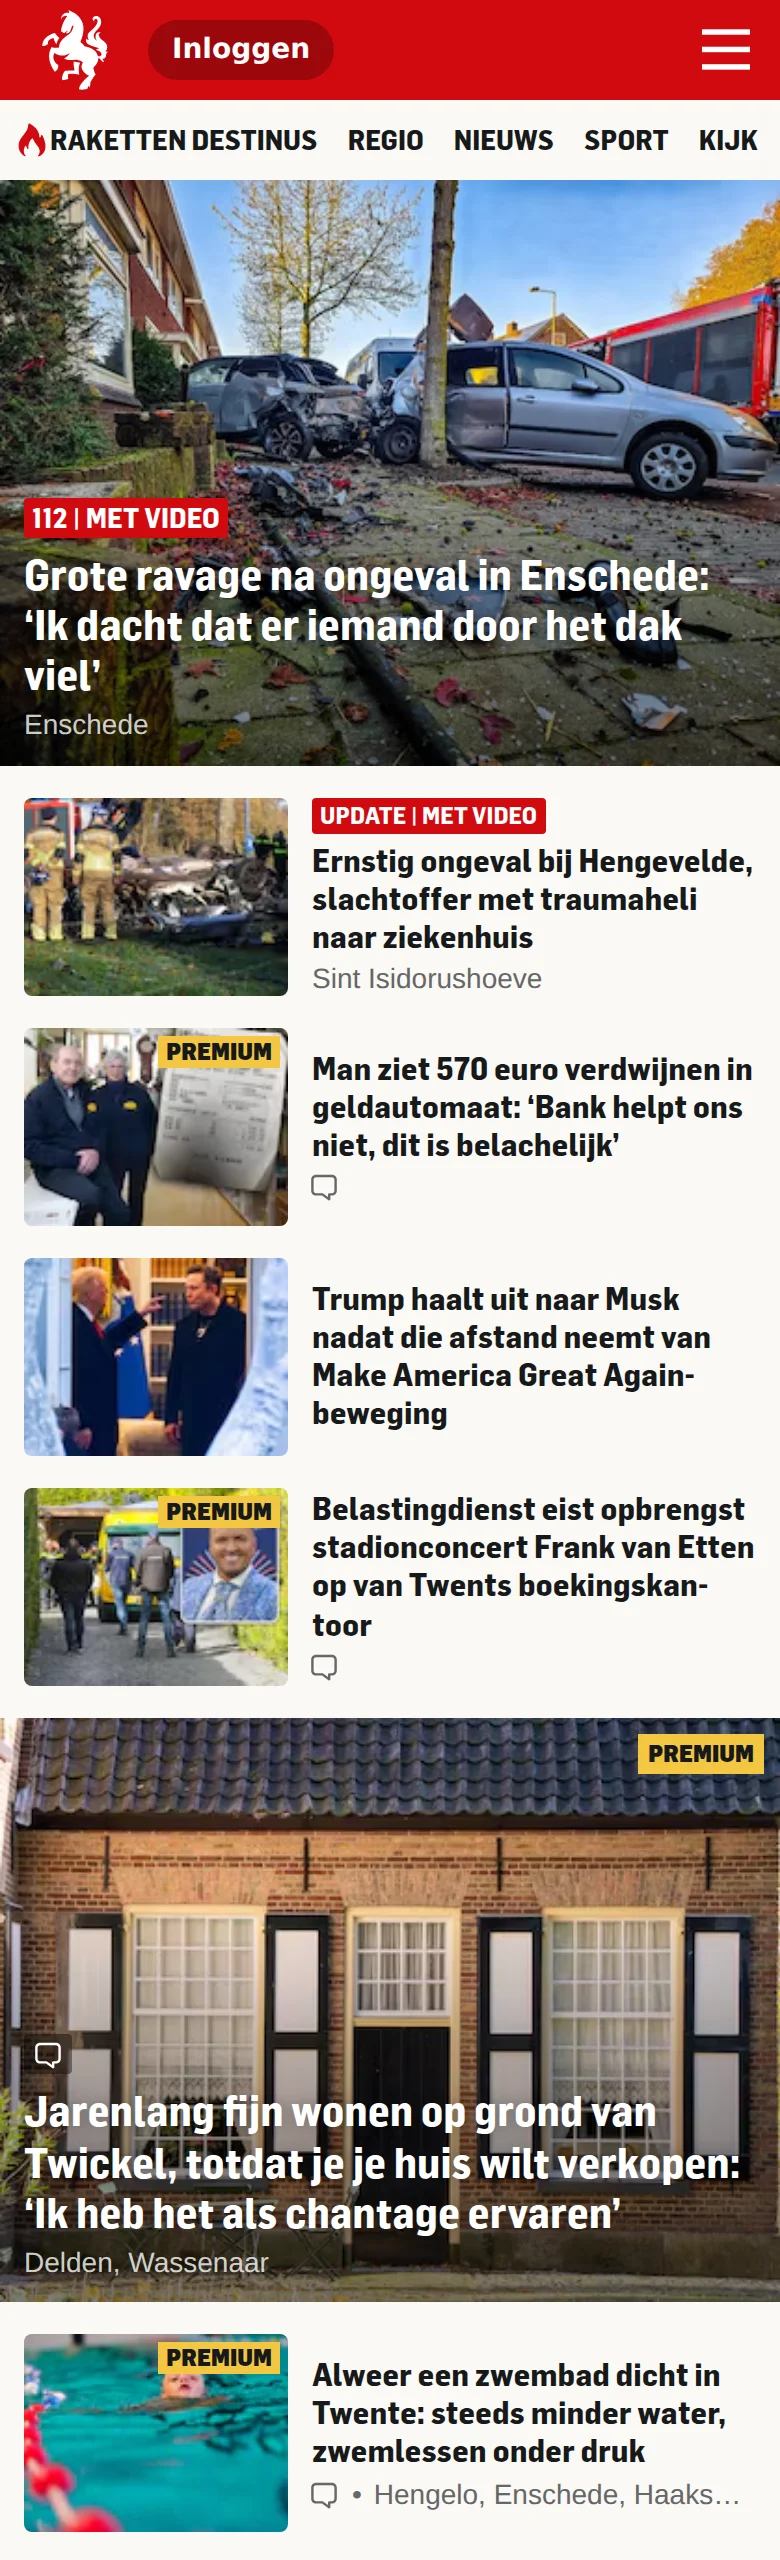 Inloggen
RAKETTEN DESTINUS REGIO NIEUWS SPORT KIJK
112 | MET VIDEO
Grote ravage na ongeval in Enschede:
‘Ik dacht dat er iemand door het dak
viel’
Enschede
UPDATE | MET VIDEO
Ernstig ongeval bij Hengevelde,
slachtoffer met traumaheli
naar ziekenhuis
Sint Isidorushoeve
PREMIUM
Man ziet 570 euro verdwijnen in
geldautomaat: ‘Bank helpt ons
niet, dit is belachelijk’
Trump haalt uit naar Musk
nadat die afstand neemt van
Make America Great Again-
beweging
PREMIUM
Belastingdienst eist opbrengst
stadionconcert Frank van Etten
op van Twents boekingskan-
toor
PREMIUM
Jarenlang fijn wonen op grond van
Twickel, totdat je je huis wilt verkopen:
‘Ik heb het als chantage ervaren’
Delden, Wassenaar
PREMIUM
Alweer een zwembad dicht in
Twente: steeds minder water,
zwemlessen onder druk
• Hengelo, Enschede, Haaks…